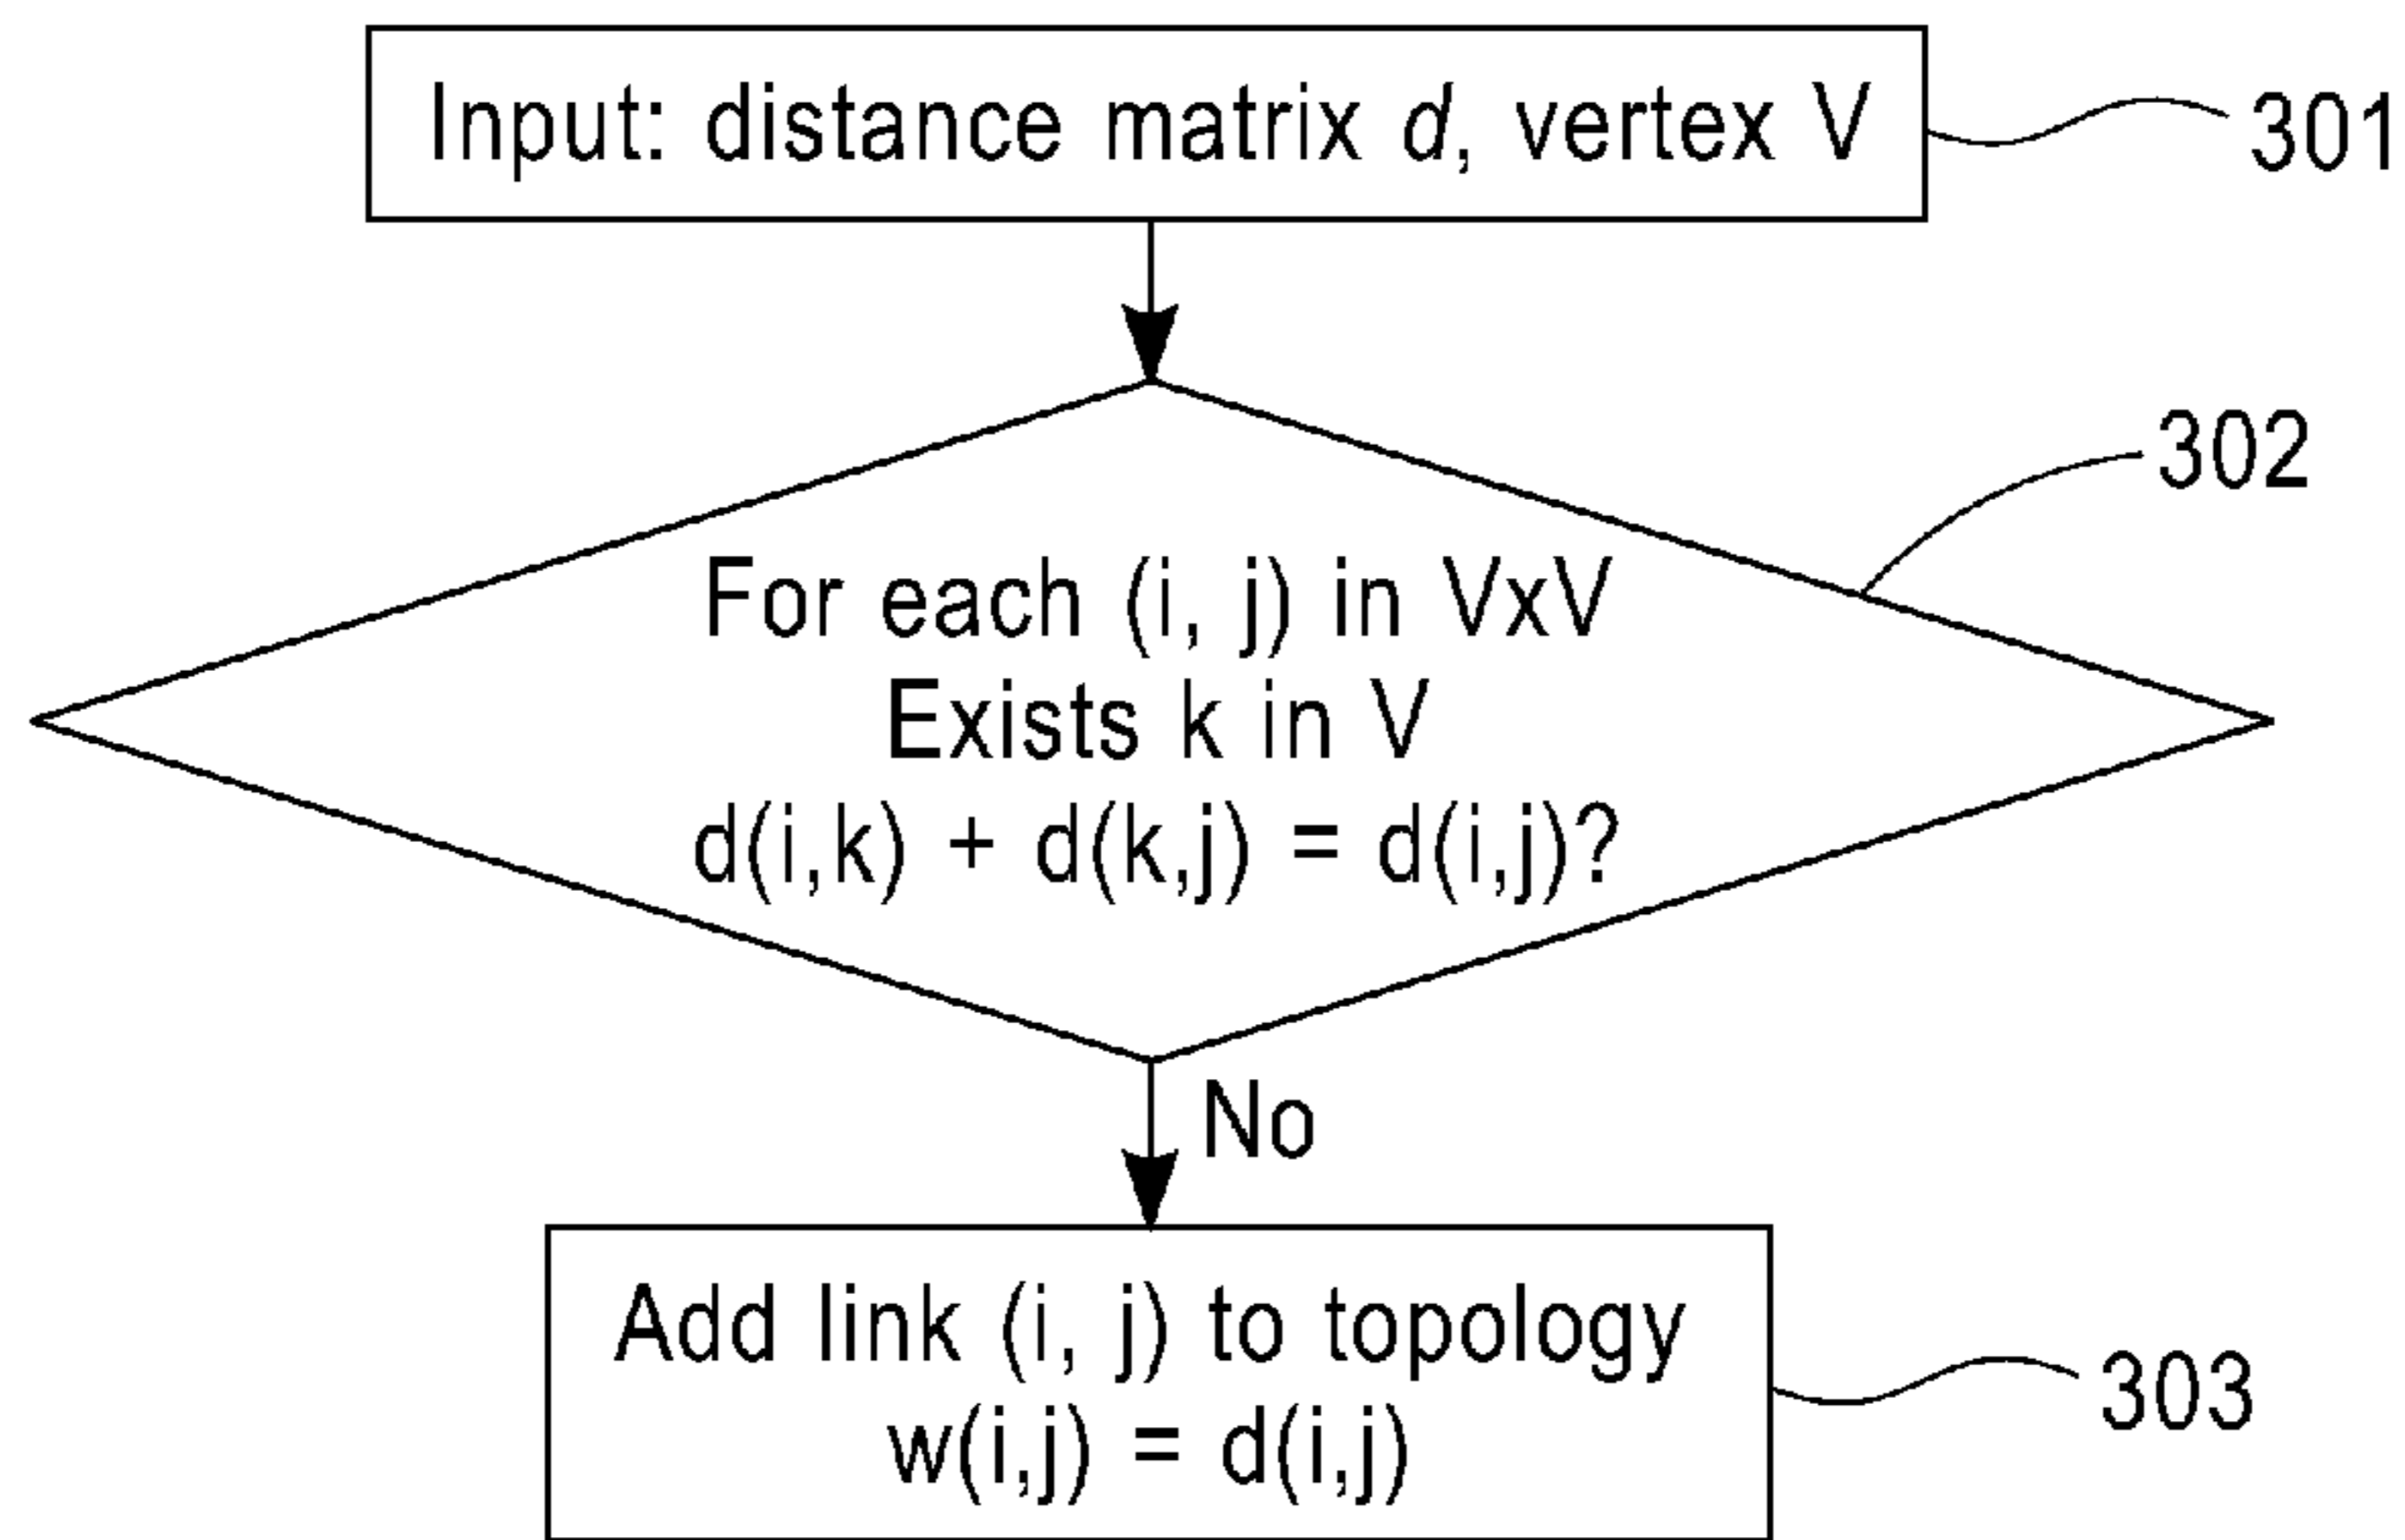 Input: distance matrix d, vertex V
301
302
For each (i, j) in VxV
Exists k in V
d(i,k) + d(k,j) = d(i,j)?
No
Add link (i, j) to topology
w(i,j) = d(i,j)
303